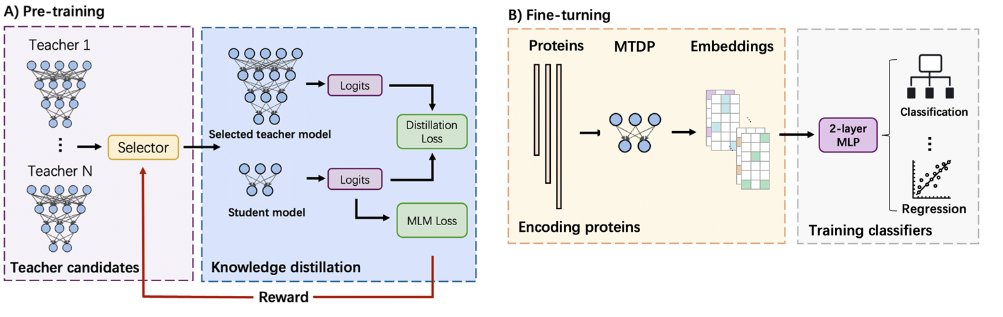 A) Pre-training
Teacher 1
Teacher N
Teacher candidates
Selector
Selected teacher model
Student model
Logits
Logits
Distillation
Loss
MLM Loss
Knowledge distillation
Reward
B) Fine-turning
Proteins
MTDP
Embeddings
Encoding proteins
2-layer
MLP
Classification
Regression
Training classifiers